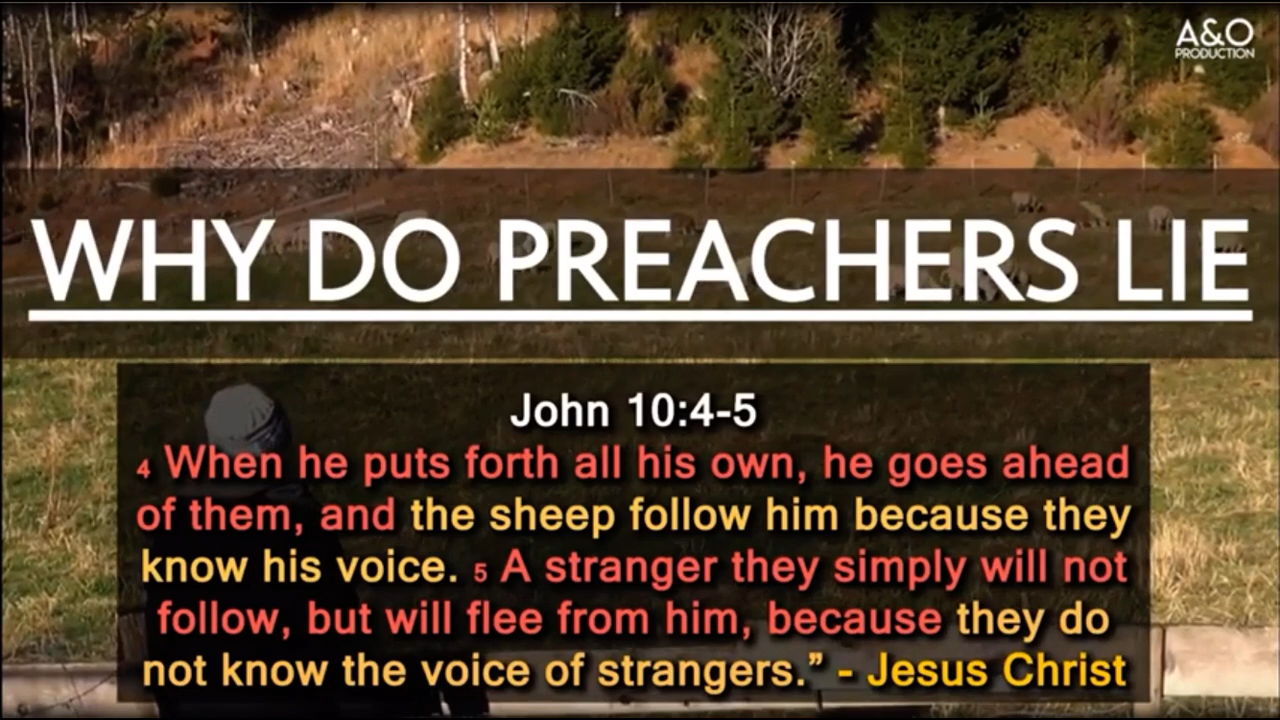 A&O
PRODUCTION
WHY DO PREACHERS LIE
John 10:4-5
4 When he puts forth all his own, he goes ahead
of them, and the sheep follow him because they
know his voice. 5 A stranger they simply will not
follow, but will flee from him, because they do
not know the voice of strangers.” - Jesus Christ